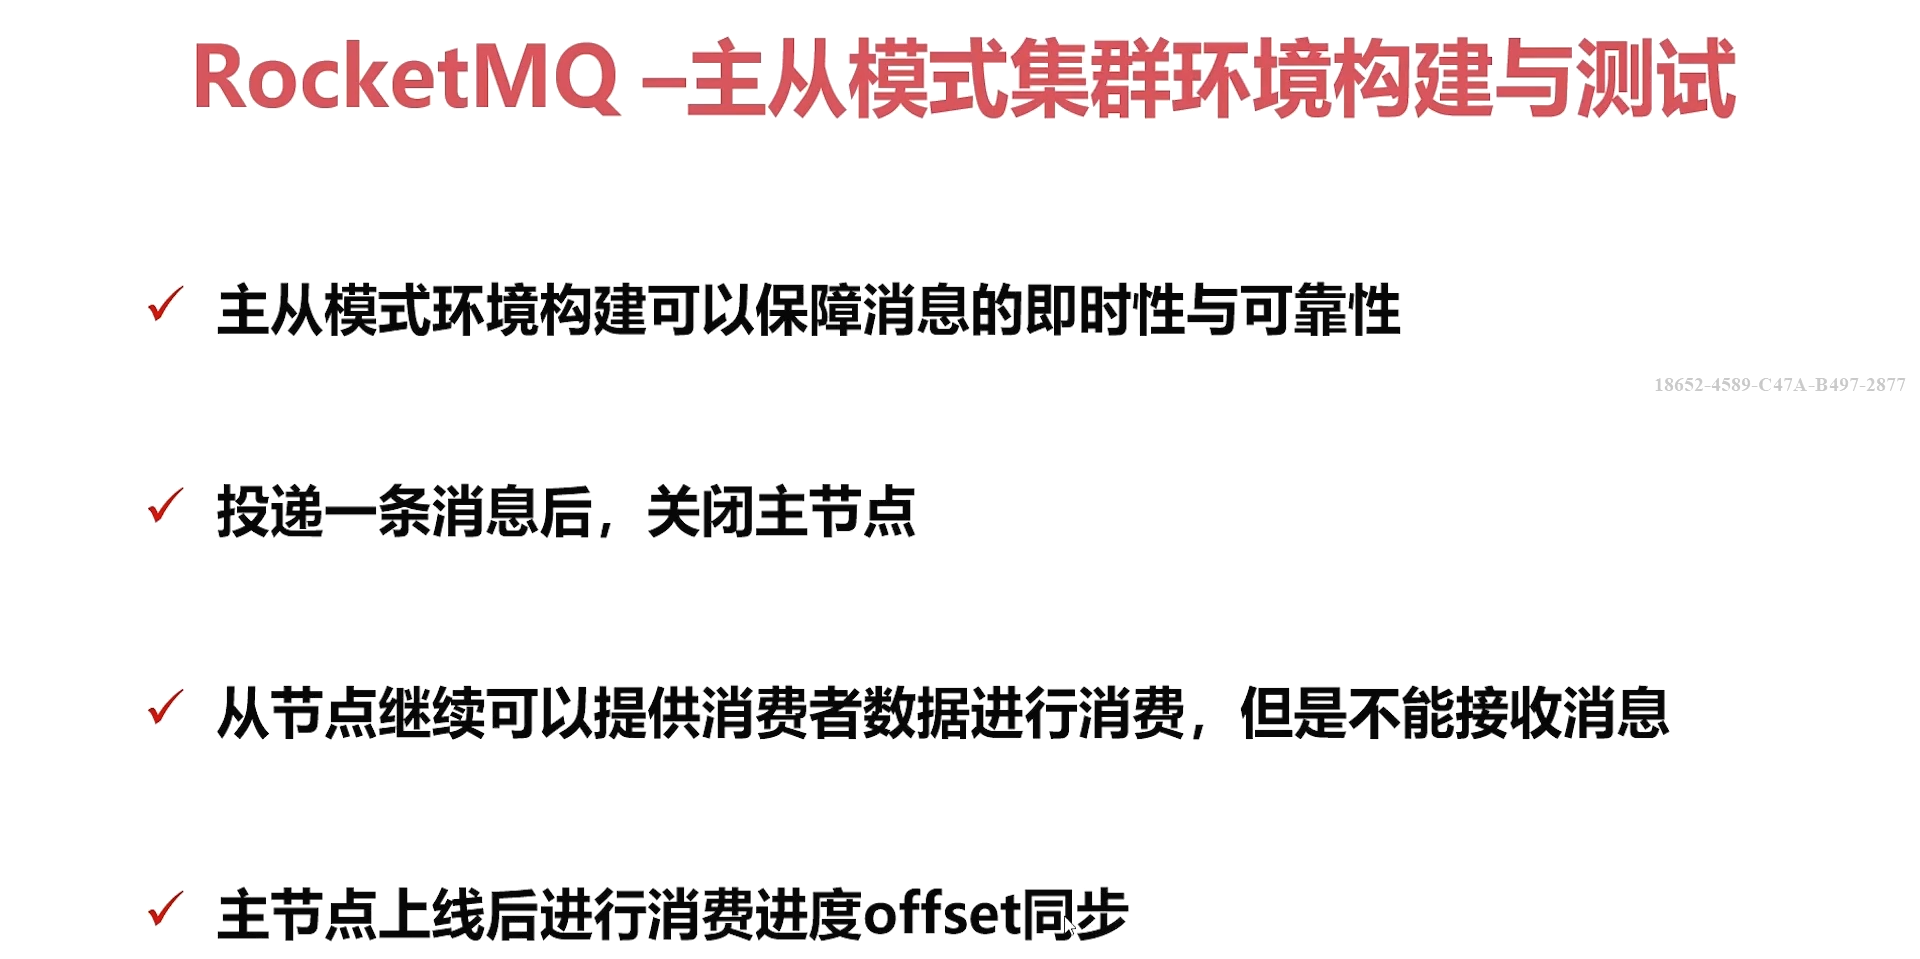 RocketMQ –主从模式集群环境构建与测试
✓ 主从模式环境构建可以保障消息的即时性与可靠性
18652-4589-C47A-B497-2877
✓ 投递一条消息后，关闭主节点
✓ 从节点继续可以提供消费者数据进行消费，但是不能接收消息
✓ 主节点上线后进行消费进度offset同步